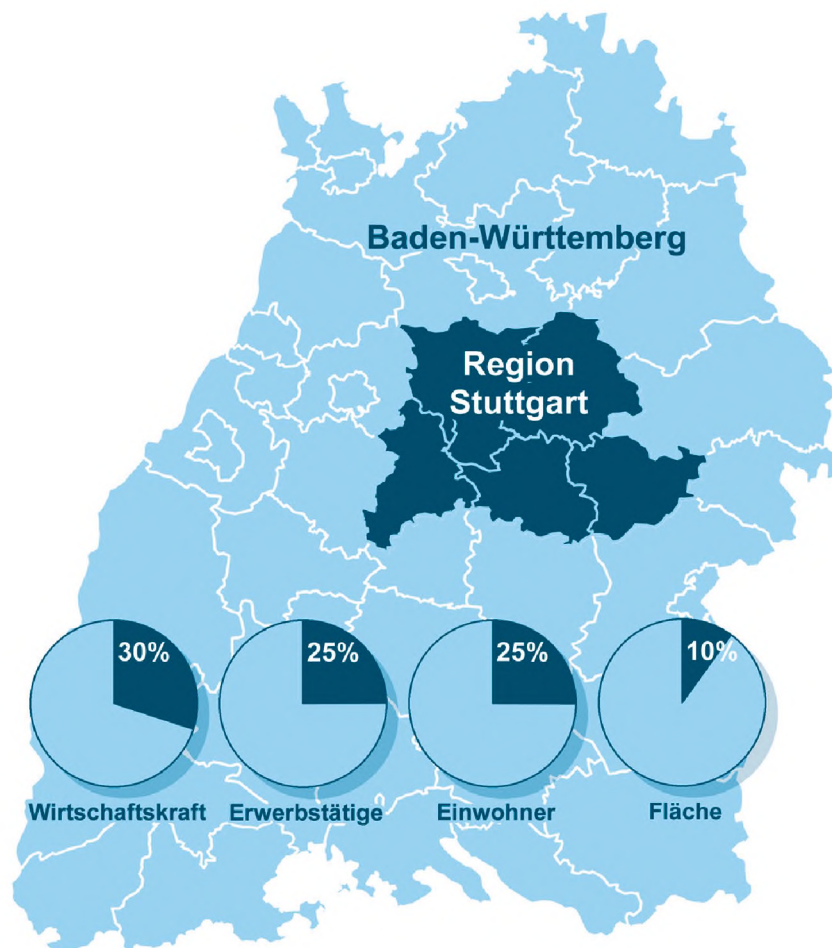 Baden-Württemberg
Region
Stuttgart
30%
25%
25%
10%
Wirtschaftskraft
Erwerbstätige
Einwohner
Fläche